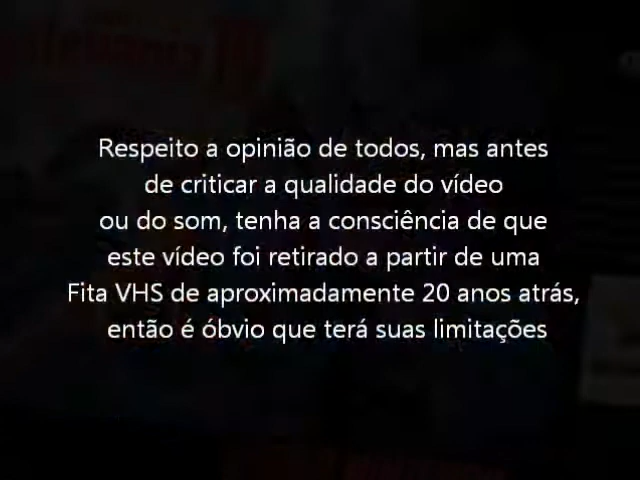 Respeito a opinião de todos, mas antes
de criticar a qualidade do vídeo
ou do som, tenha a consciência de que
este vídeo foi retirado a partir de uma
Fita VHS de aproximadamente 20 anos atrás,
então é óbvio que terá suas limitações